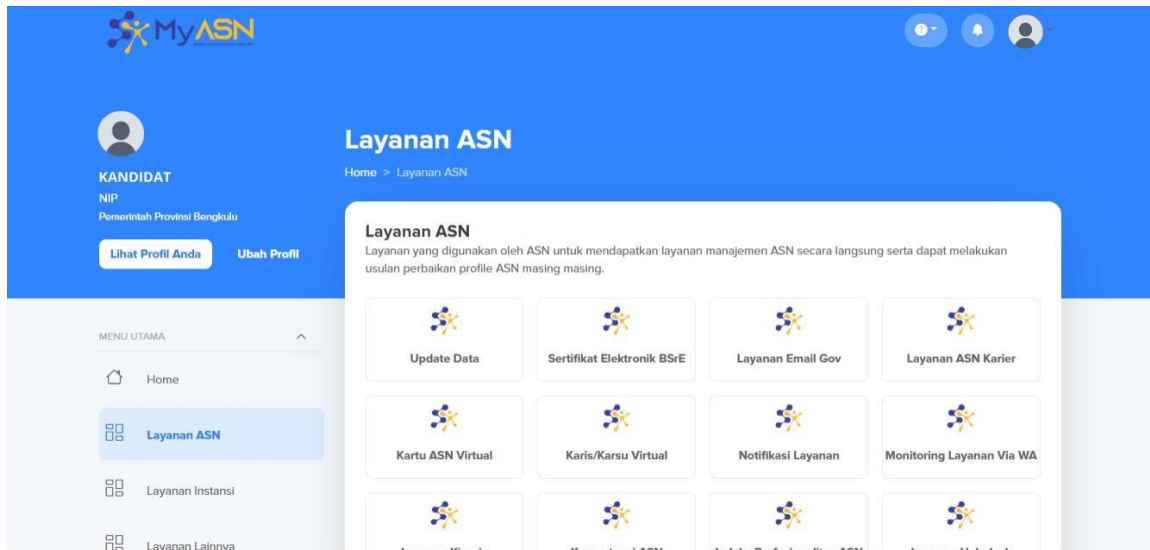 MyASN
KANDIDAT
NIP
Pemerintah Provinsi Bengkulu
Lihat Profil Anda
Ubah Profil
MENU UTAMA
Home
Layanan ASN
Layanan Instansi
Layanan Lainnya
Layanan ASN
Home > Layanan ASN
Layanan ASN
Layanan yang digunakan oleh ASN untuk mendapatkan layanan manajemen ASN secara langsung serta dapat melakukan
usulan perbaikan profile ASN masing masing.
Update Data
Sertifikat Elektronik BSrE
Layanan Email Gov
Layanan ASN Karier
Kartu ASN Virtual
Karis/Karsu Virtual
Notifikasi Layanan
Monitoring Layanan Via WA